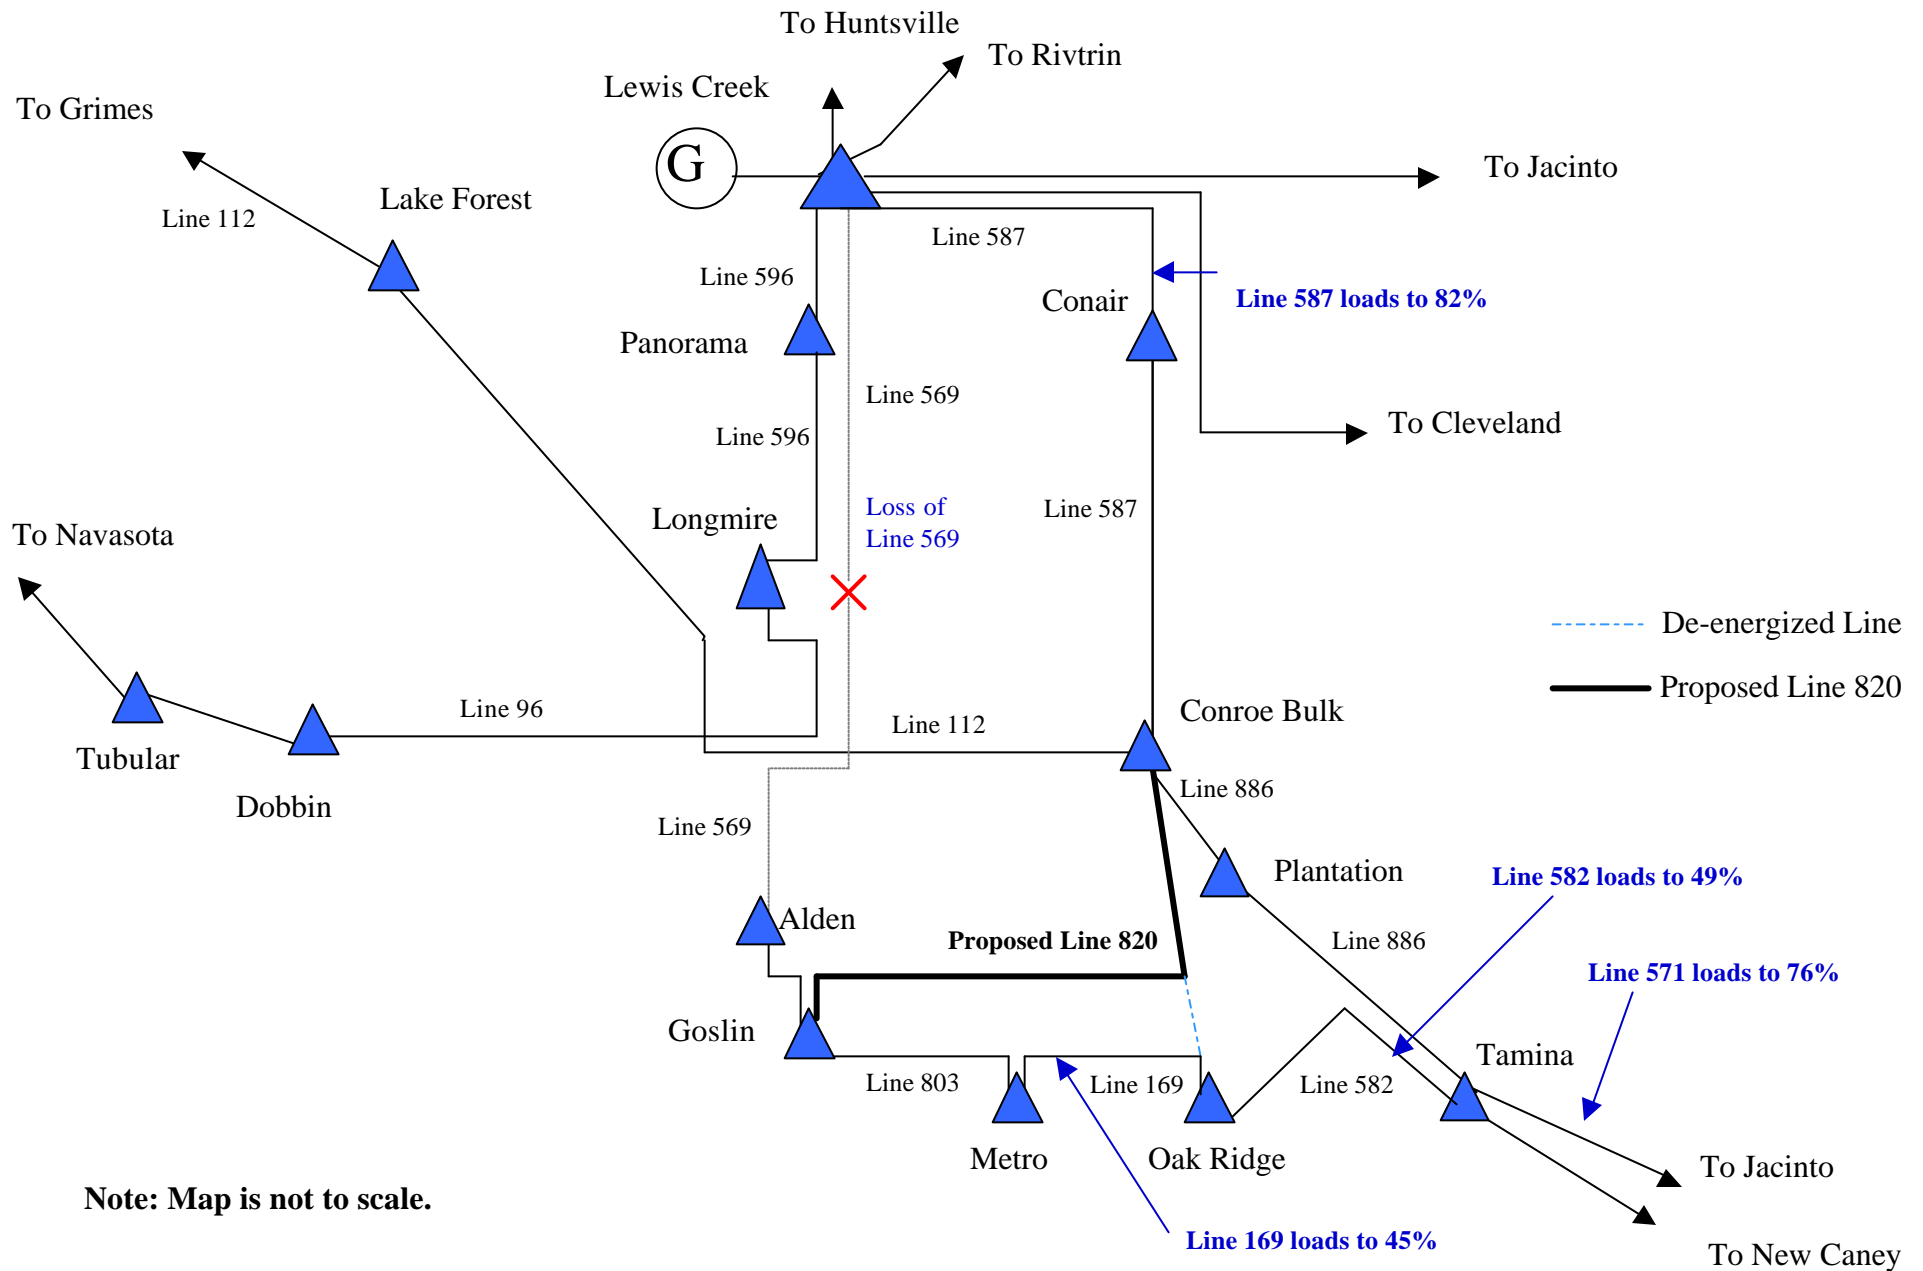 To Huntsville
To Rivtrin
Lewis Creek
To Grimes
G
To Jacinto
Lake Forest
Line 112
Line 587
Line 596
Conair
Line 587 loads to 82%
Panorama
Line 569
To Cleveland
Line 596
Longmire
Loss of
Line 569
Line 587
To Navasota
De-energized Line
Proposed Line 820
Line 96
Line 112
Conroe Bulk
Tubular
Dobbin
Line 886
Line 569
Plantation
Line 582 loads to 49%
Alden
Proposed Line 820
Line 886
Line 571 loads to 76%
Goslin
Tamina
Line 803
Line 169
Line 582
Metro
Oak Ridge
To Jacinto
Note: Map is not to scale.
Line 169 loads to 45%
To New Caney